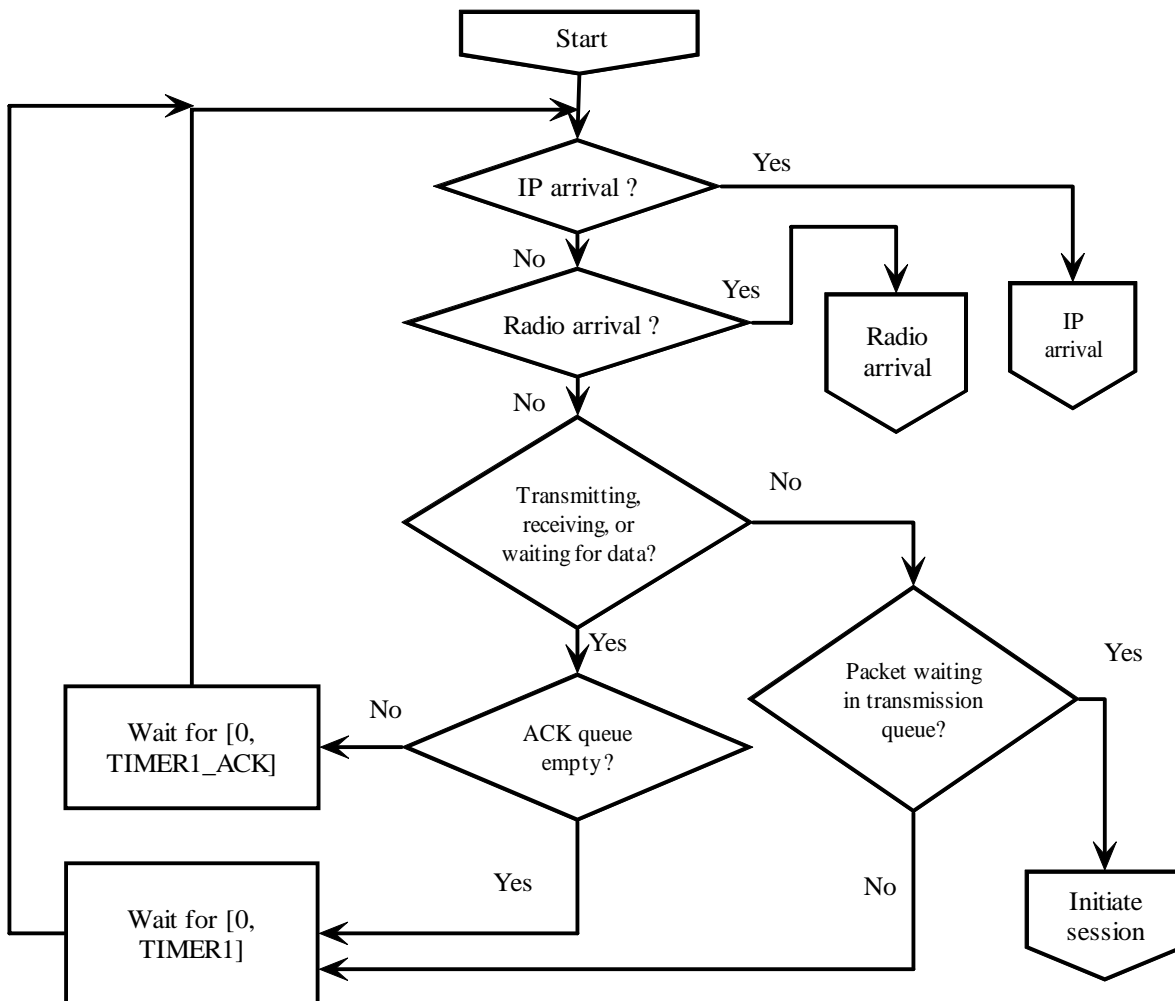 Start
IP arrival ?
Yes
No
Radio arrival ?
Yes
Radio
arrival
IP
arrival
No
Transmitting,
receiving, or
waiting for data?
No
Yes
Packet waiting
in transmission
queue?
Yes
Wait for [0,
TIMER1_ACK]
No
ACK queue
empty?
Yes
No
Wait for [0,
TIMER1]
Initiate
session